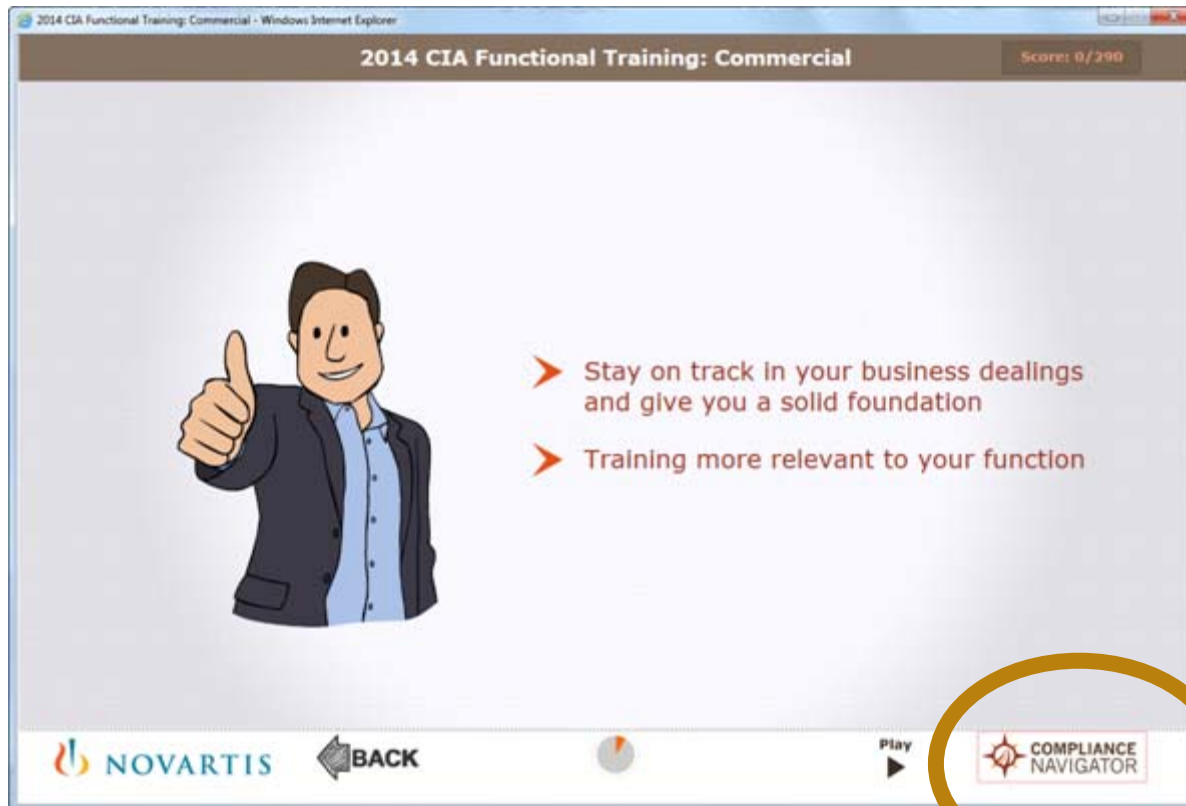 2014 CIA Functional Training: Commercial - Windows Internet Explorer
2014 CIA Functional Training: Commercial
Score: 0/290
Stay on track in your business dealings
and give you a solid foundation
Training more relevant to your function
NOVARTIS
BACK
Play
COMPLIANCE
NAVIGATOR